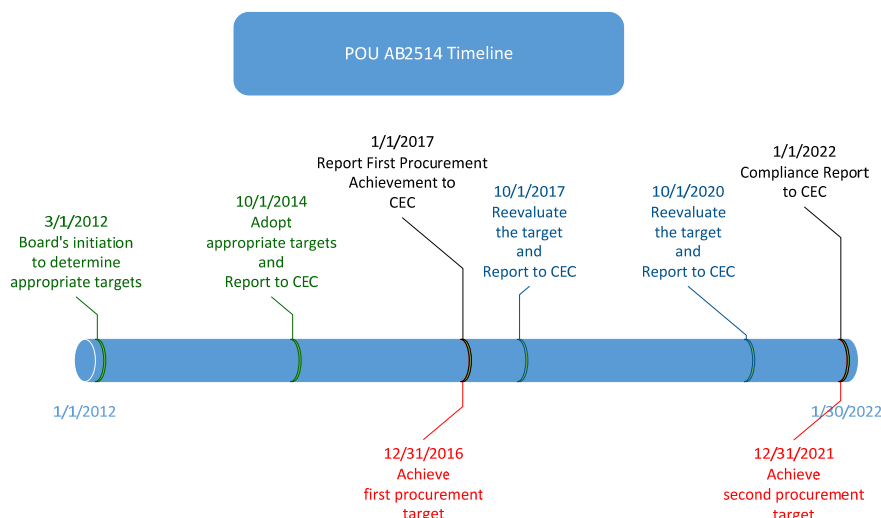 POU AB2514 Timeline
1/1/2017
Report First Procurement
Achievement to
CEC
1/1/2022
Compliance Report
to CEC
10/1/2014
Adopt
appropriate targets
and
Report to CEC
10/1/2017
Reevaluate
the target
and
Report to CEC
10/1/2020
Reevaluate
the target
and
Report to CEC
3/1/2012
Board's initiation
to determine
appropriate targets
1/1/2012
1/30/2022
12/31/2016
Achieve
first procurement
target
12/31/2021
Achieve
second procurement
target